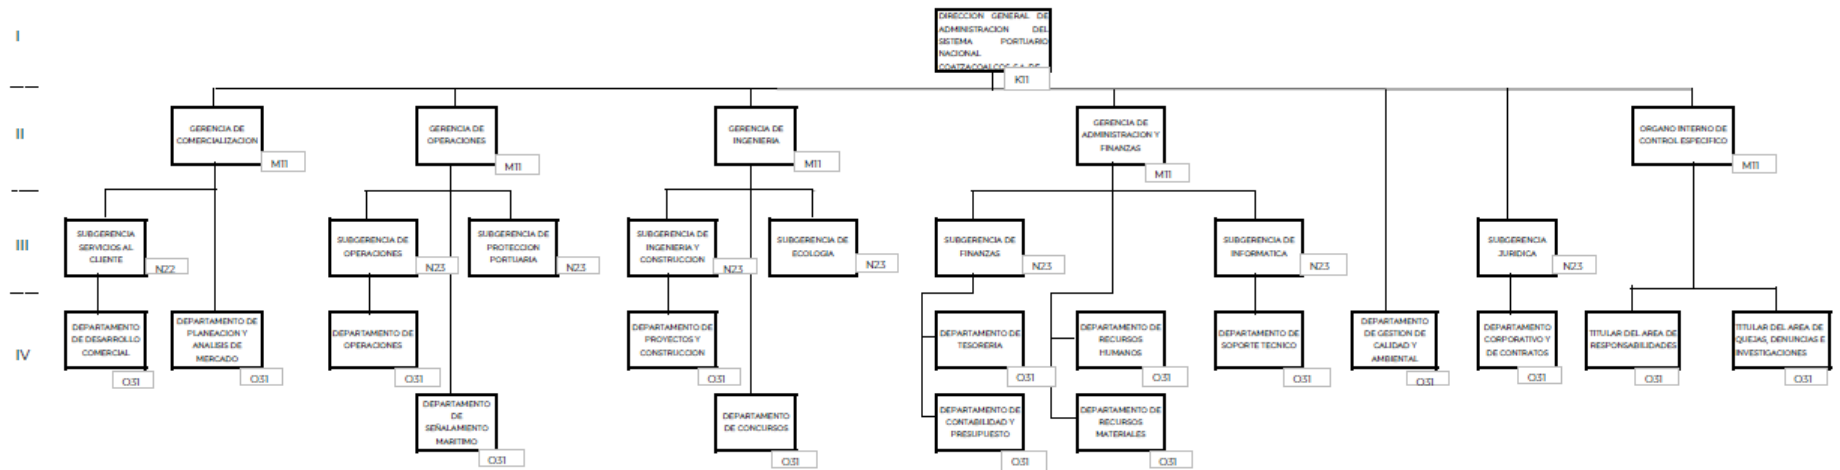 I
DIRECCION GENERAL DE
ADMINISTRACION DEL
SISTEMA PORTUARIO
NACIONAL
COATZACOALCOS S.A. DE
K11
II
GERENCIA DE
COMERCIALIZACION
M11
GERENCIA DE
OPERACIONES
M11
GERENCIA DE
INGENIERIA
M11
GERENCIA DE
ADMINISTRACION Y
FINANZAS
M11
ORGANO INTERNO DE
CONTROL ESPECIFICO
M11
III
SUBGERENCIA
SERVICIOS AL
CLIENTE
N22
SUBGERENCIA DE
OPERACIONES
N23
SUBGERENCIA DE
PROTECCION
PORTUARIA
N23
SUBGERENCIA DE
INGENIERIA Y
CONSTRUCCION
N23
SUBGERENCIA DE
ECOLOGIA
N23
SUBGERENCIA DE
FINANZAS
N23
SUBGERENCIA DE
INFORMATICA
N23
SUBGERENCIA
JURIDICA
N23
IV
DEPARTAMENTO
DE DESARROLLO
COMERCIAL
O31
DEPARTAMENTO DE
PLANEACION Y
ANALISIS DE
MERCADO
O31
DEPARTAMENTO DE
OPERACIONES
O31
DEPARTAMENTO DE
PROYECTOS Y
CONSTRUCCION
O31
DEPARTAMENTO DE
TESORERIA
O31
DEPARTAMENTO DE
RECURSOS
HUMANOS
O31
DEPARTAMENTO DE
SOPORTE TECNICO
O31
DEPARTAMENTO
DE GESTION DE
CALIDAD Y
AMBIENTAL
O31
DEPARTAMENTO
CORPORATIVO Y
DE CONTRATOS
O31
TITULAR DEL AREA DE
RESPONSABILIDADES
O31
TITULAR DEL AREA DE
QUEJAS, DENUNCIAS E
INVESTIGACIONES
O31
DEPARTAMENTO
DE
SEÑALAMIENTO
MARITIMO
O31
DEPARTAMENTO
DE CONCURSOS
O31
DEPARTAMENTO DE
CONTABILIDAD Y
PRESUPUESTO
O31
DEPARTAMENTO DE
RECURSOS
MATERIALES
O31